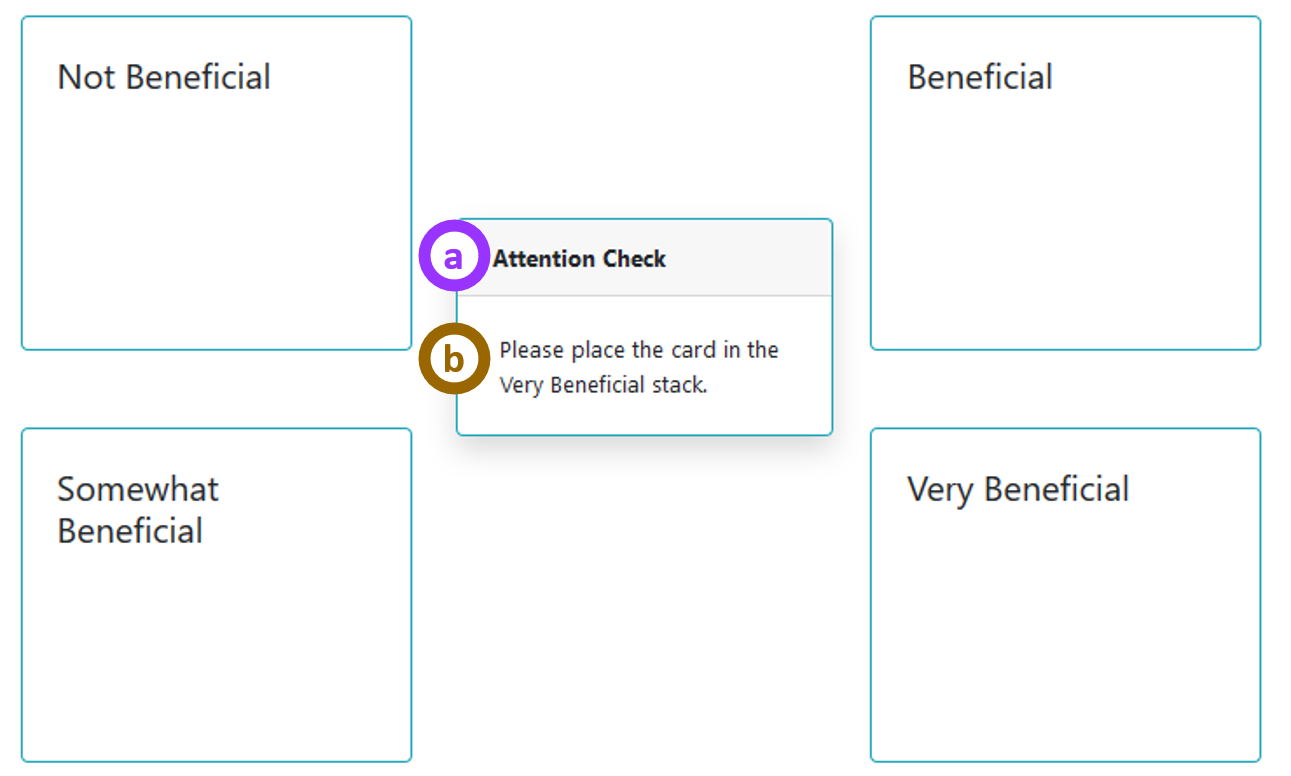 Not Beneficial
Beneficial
a
Attention Check
b
Please place the card in the
Very Beneficial stack.
Somewhat
Beneficial
Very Beneficial